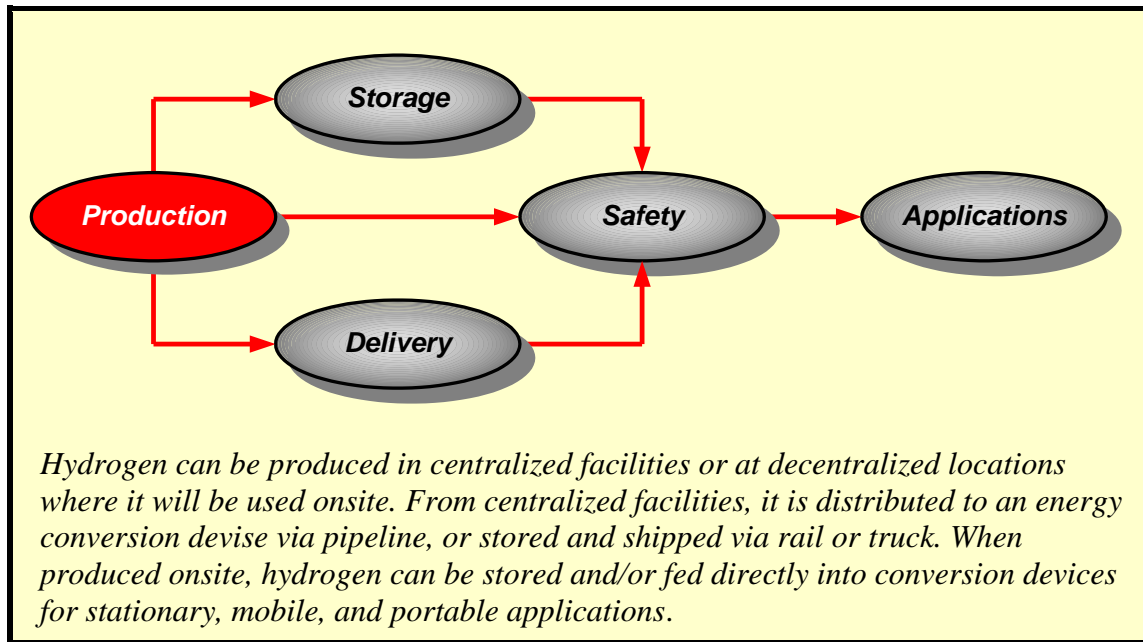 Storage
Production
Safety
Applications
Delivery
Hydrogen can be produced in centralized facilities or at decentralized locations
where it will be used onsite. From centralized facilities, it is distributed to an energy
conversion devise via pipeline, or stored and shipped via rail or truck. When
produced onsite, hydrogen can be stored and/or fed directly into conversion devices
for stationary, mobile, and portable applications.